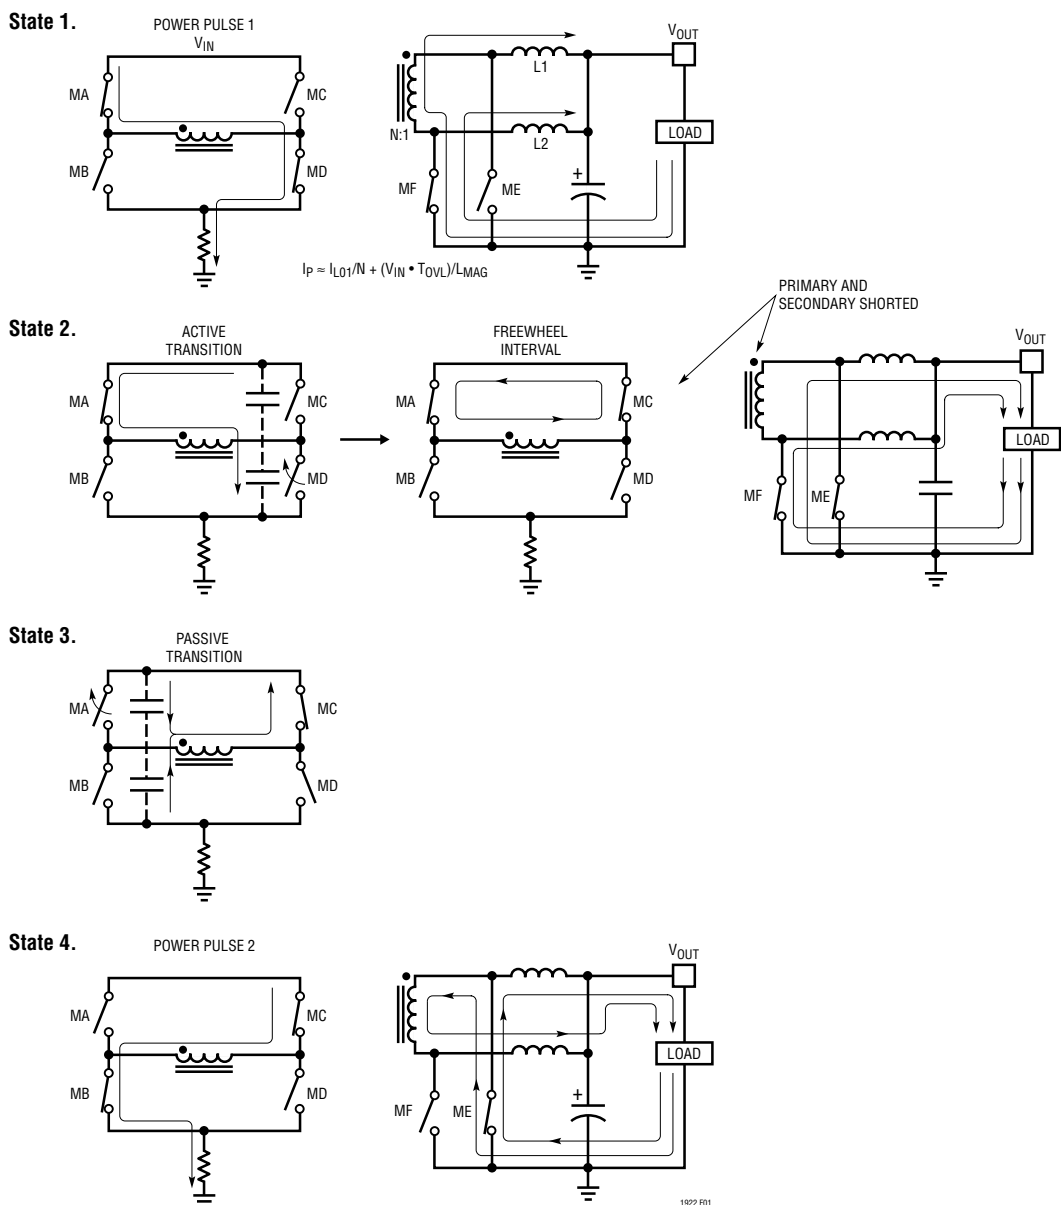 State 1.
POWER PULSE 1
VIN
MA
MC
MB
MD
IP ≈ IL01/N + (VIN • TOVL)/LMAG
VOUT
L1
N:1
L2
LOAD
MF
ME
+
State 2.
ACTIVE
TRANSITION
MA
MC
MB
MD
FREEWHEEL
INTERVAL
MA
MC
MB
MD
PRIMARY AND
SECONDARY SHORTED
VOUT
LOAD
MF
ME
State 3.
PASSIVE
TRANSITION
MA
MC
MB
MD
State 4.
POWER PULSE 2
MA
MC
MB
MD
VOUT
LOAD
MF
ME
+
1922 F01